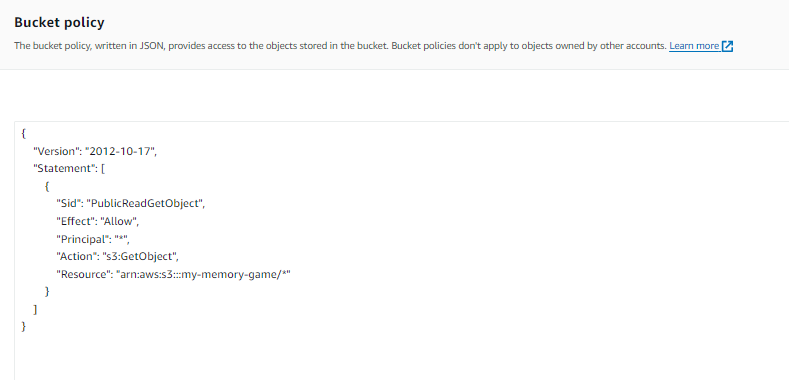 Bucket policy
The bucket policy, written in JSON, provides access to the objects stored in the bucket. Bucket policies don't apply to objects owned by other accounts. Learn more
{
"Version": "2012-10-17",
"Statement": [
{
"Sid": "PublicReadGetObject",
"Effect": "Allow",
"Principal": "*",
"Action": "s3:GetObject",
"Resource": "arn:aws:s3:::my-memory-game/*"
}
]
}